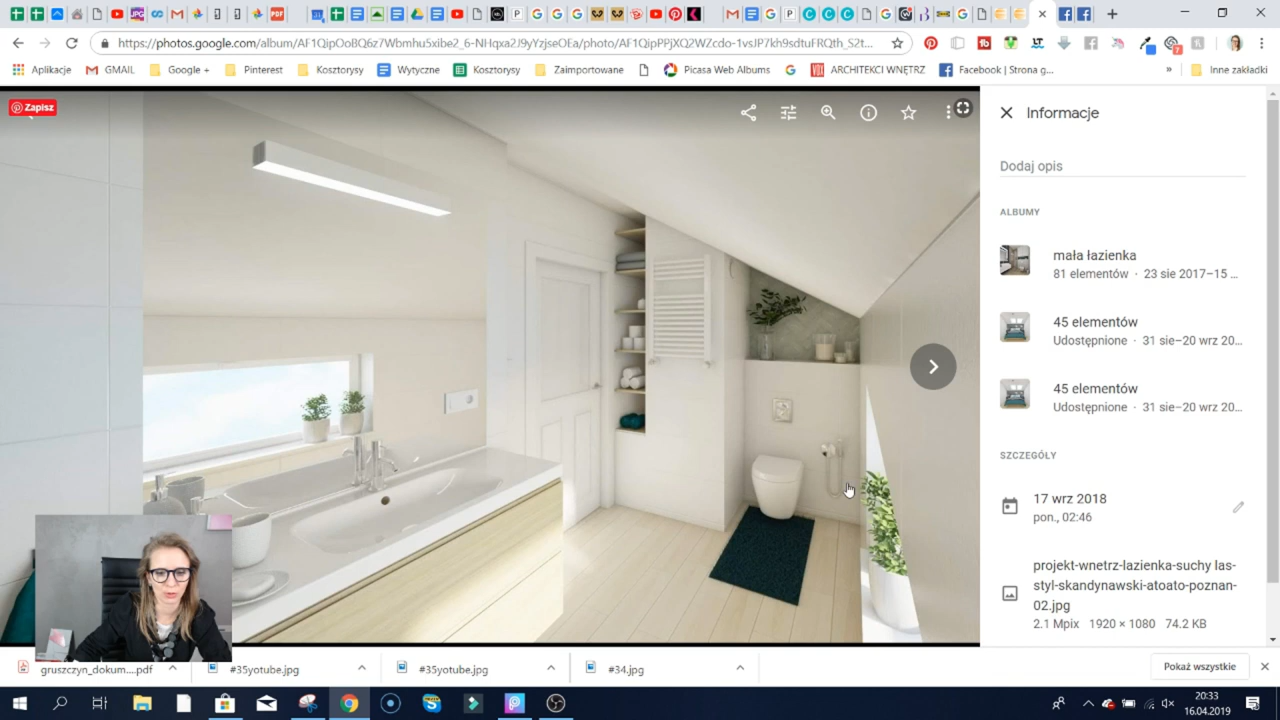 https://photos.google.com/album/AF1QipOoBQ6z7Wbmhu5xibe2_6-NHqxa2J9yYzjseOEa/photo/AF1QipPPjXQ2WZcdo-1vsJP7kh9sdtuFRQth_S2t...
Aplikacje
GMAIL
Google +
Pinterest
Kosztorysy
Wytyczne
Kosztorysy
Zaimportowane
Picasa Web Albums
ARCHITEKCI WNĘTRZ
Facebook | Strona g...
»
Inne zakładki
Zapisz
Informacje
Dodaj opis
ALBUMY
mała łazienka
81 elementów · 23 sie 2017–15 ...
45 elementów
Udostępnione · 31 sie–20 wrz 20...
45 elementów
Udostępnione · 31 sie–20 wrz 20...
SZCZEGÓŁY
17 wrz 2018
pon., 02:46
projekt-wnetrz-lazienka-suchy las-
styl-skandynawski-atoato-poznan-
02.jpg
2.1 Mpix 1920 × 1080 74.2 KB
gruszczyn_dokum....pdf
#35yotube.jpg
#35yotube.jpg
#34.jpg
Pokaż wszystkie
20:33
16.04.2019